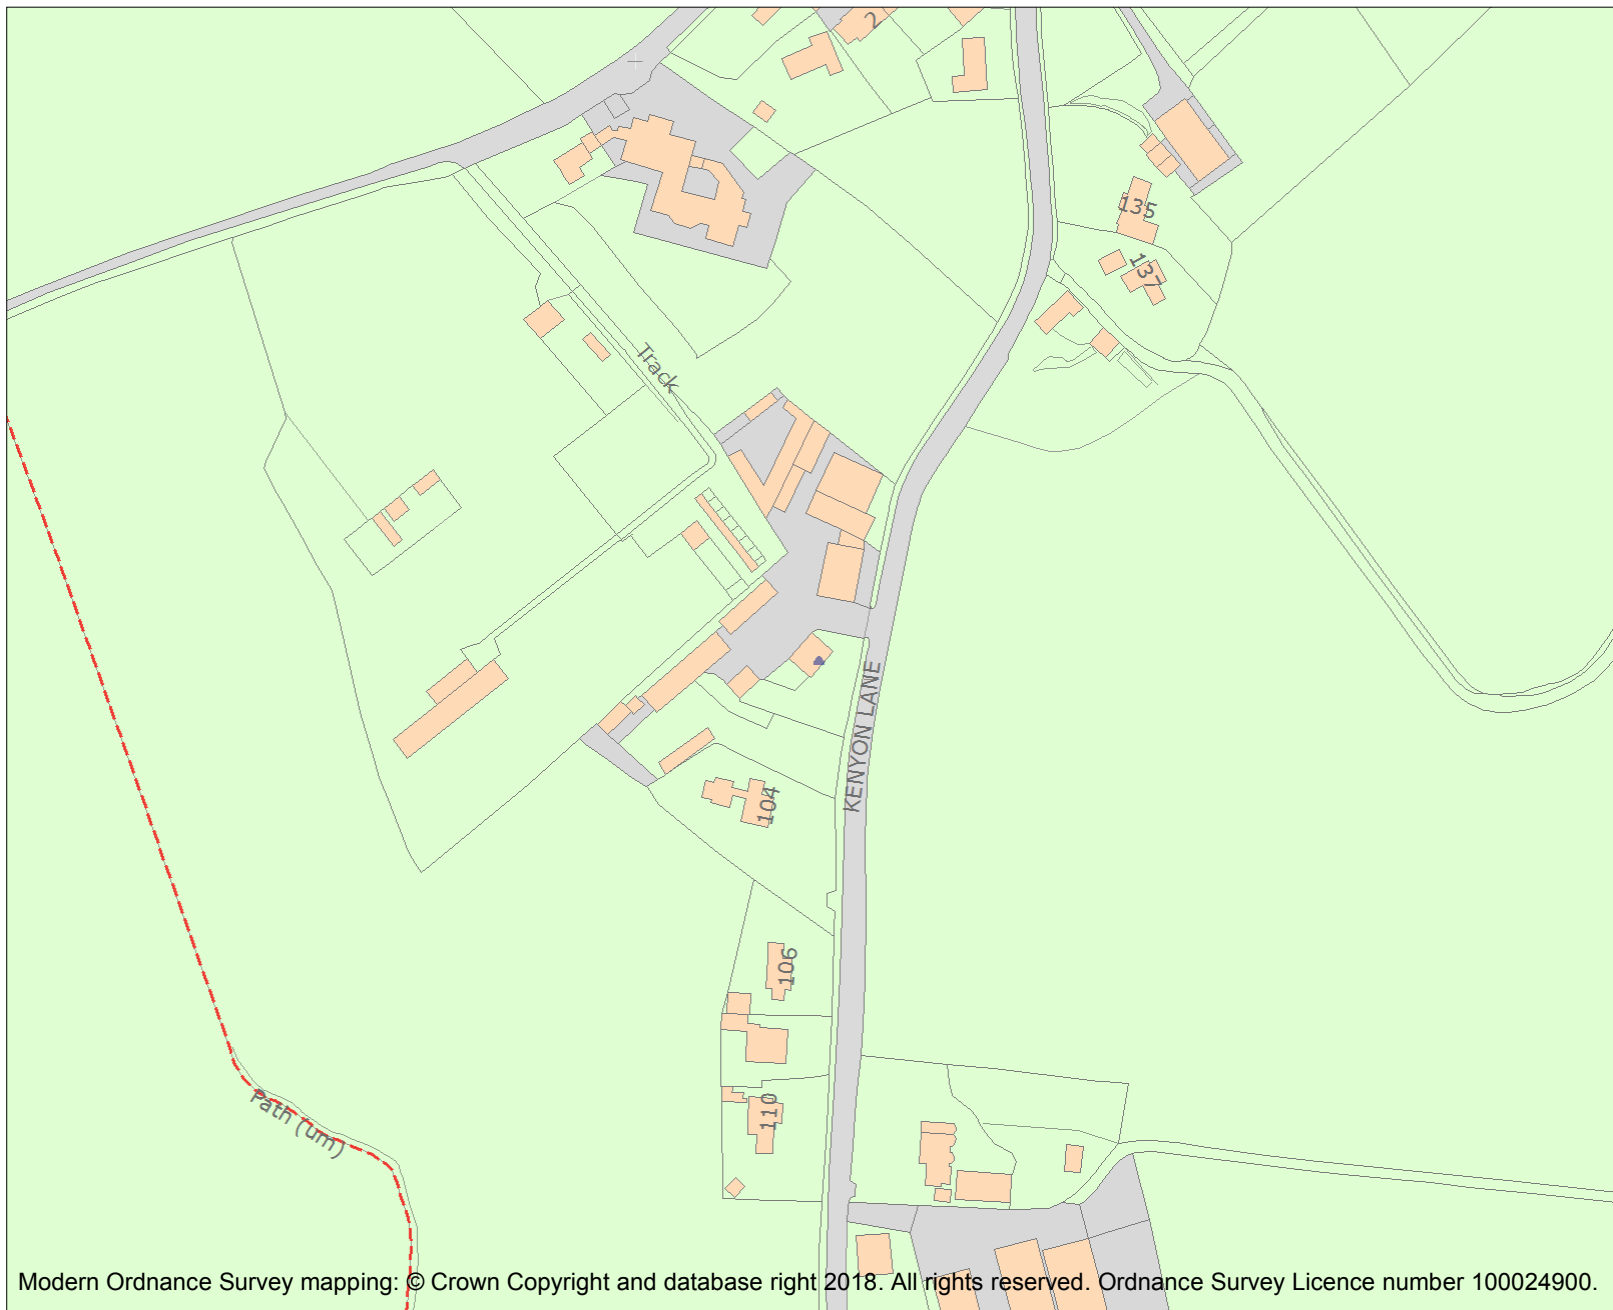 2
135
137
Track
KENYON LANE
104
106
110
Path (um)
Modern Ordnance Survey mapping: © Crown Copyright and database right 2018. All rights reserved. Ordnance Survey Licence number 100024900.